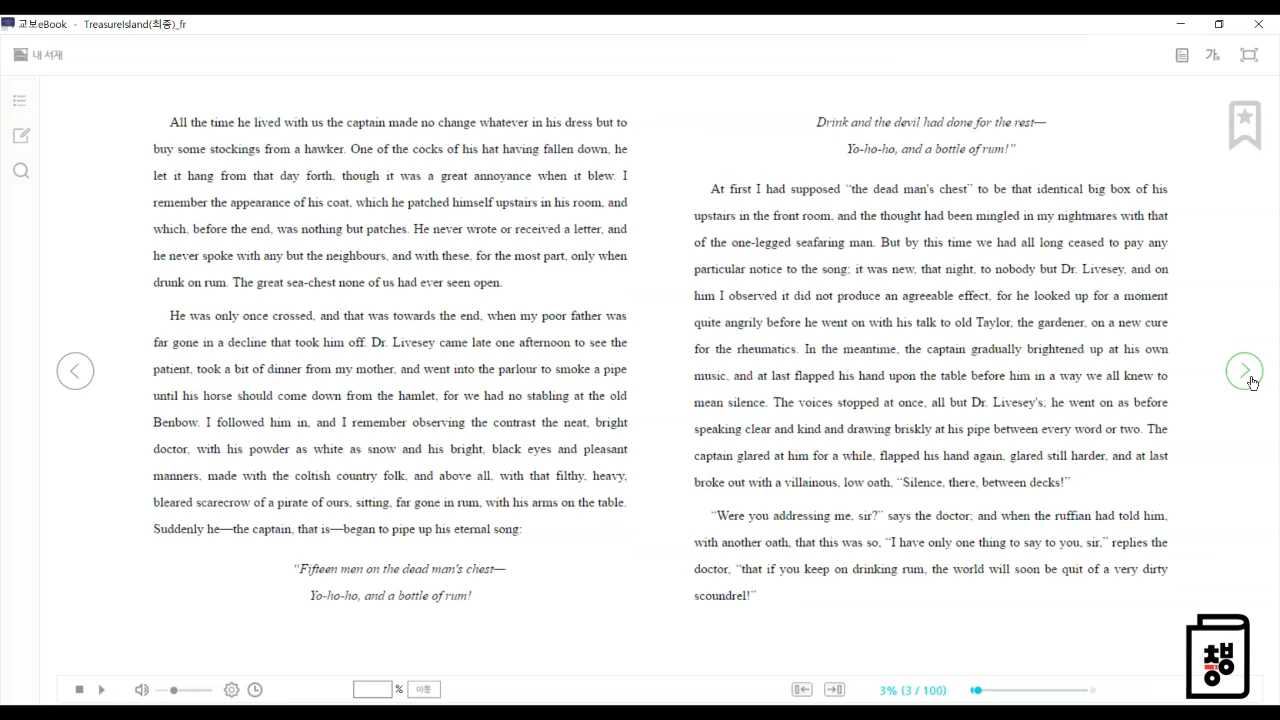 교보eBook - TreasureIsland(최종)_fr
내 서재
가
All the time he lived with us the captain made no change whatever in his dress but to
buy some stockings from a hawker. One of the cocks of his hat having fallen down, he
let it hang from that day forth, though it was a great annoyance when it blew. I
remember the appearance of his coat, which he patched himself upstairs in his room, and
which, before the end, was nothing but patches. He never wrote or received a letter, and
he never spoke with any but the neighbours, and with these, for the most part, only when
drunk on rum. The great sea-chest none of us had ever seen open.
He was only once crossed, and that was towards the end, when my poor father was
far gone in a decline that took him off. Dr. Livesey came late one afternoon to see the
patient, took a bit of dinner from my mother, and went into the parlour to smoke a pipe
until his horse should come down from the hamlet, for we had no stabling at the old
Benbow. I followed him in, and I remember observing the contrast the neat, bright
doctor, with his powder as white as snow and his bright, black eyes and pleasant
manners, made with the coltish country folk, and above all, with that filthy, heavy,
bleared scarecrow of a pirate of ours, sitting, far gone in rum, with his arms on the table.
Suddenly he—the captain, that is—began to pipe up his eternal song:
“Fifteen men on the dead man's chest—
Yo-ho-ho, and a bottle of rum!
Drink and the devil had done for the rest—
Yo-ho-ho, and a bottle of rum!”
At first I had supposed “the dead man's chest” to be that identical big box of his
upstairs in the front room, and the thought had been mingled in my nightmares with that
of the one-legged seafaring man. But by this time we had all long ceased to pay any
particular notice to the song; it was new, that night, to nobody but Dr. Livesey, and on
him I observed it did not produce an agreeable effect, for he looked up for a moment
quite angrily before he went on with his talk to old Taylor, the gardener, on a new cure
for the rheumatics. In the meantime, the captain gradually brightened up at his own
music, and at last flapped his hand upon the table before him in a way we all knew to
mean silence. The voices stopped at once, all but Dr. Livesey's; he went on as before
speaking clear and kind and drawing briskly at his pipe between every word or two. The
captain glared at him for a while, flapped his hand again, glared still harder, and at last
broke out with a villainous, low oath, “Silence, there, between decks!”
“Were you addressing me, sir?” says the doctor; and when the ruffian had told him,
with another oath, that this was so, “I have only one thing to say to you, sir,” replies the
doctor, “that if you keep on drinking rum, the world will soon be quit of a very dirty
scoundrel!”
% 이동
3% (3 / 100)